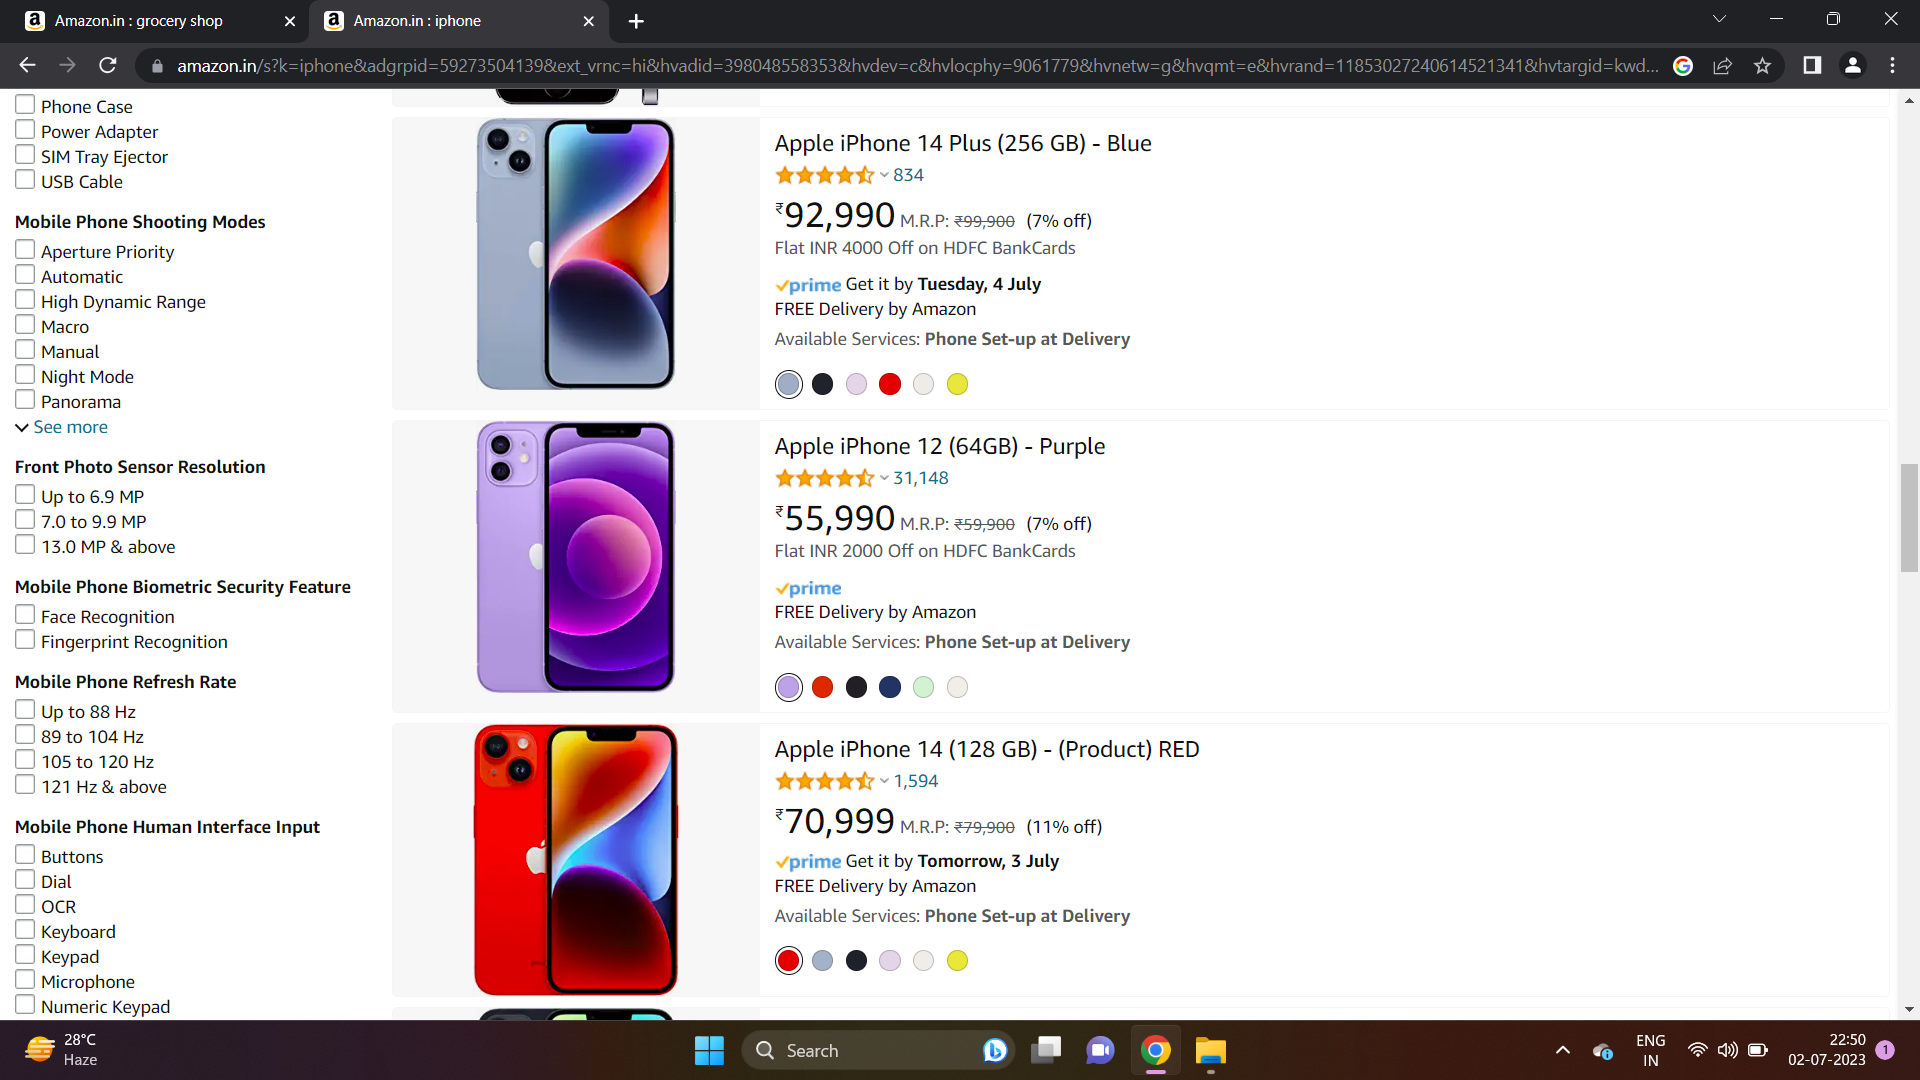 Amazon.in : grocery shop
Amazon.in : iphone
amazon.in/s?k=iphone&adgrpid=59273504139&ext_vrnc=hi&hvadid=398048558353&hvdev=c&hvlocphy=9061779&hvnetw=g&hvqmt=e&hvrand=11853027240614521341&hvtargid=kwd...
Phone Case
Power Adapter
SIM Tray Ejector
USB Cable
Mobile Phone Shooting Modes
Aperture Priority
Automatic
High Dynamic Range
Macro
Manual
Night Mode
Panorama
See more
Front Photo Sensor Resolution
Up to 6.9 MP
7.0 to 9.9 MP
13.0 MP & above
Mobile Phone Biometric Security Feature
Face Recognition
Fingerprint Recognition
Mobile Phone Refresh Rate
Up to 88 Hz
89 to 104 Hz
105 to 120 Hz
121 Hz & above
Mobile Phone Human Interface Input
Buttons
Dial
OCR
Keyboard
Keypad
Microphone
Numeric Keypad
Apple iPhone 14 Plus (256 GB) - Blue
834
₹92,990 M.R.P: ₹99,900 (7% off)
Flat INR 4000 Off on HDFC BankCards
prime Get it by Tuesday, 4 July
FREE Delivery by Amazon
Available Services: Phone Set-up at Delivery
Apple iPhone 12 (64GB) - Purple
31,148
₹55,990 M.R.P: ₹59,900 (7% off)
Flat INR 2000 Off on HDFC BankCards
prime
FREE Delivery by Amazon
Available Services: Phone Set-up at Delivery
Apple iPhone 14 (128 GB) - (Product) RED
1,594
₹70,999 M.R.P: ₹79,900 (11% off)
prime Get it by Tomorrow, 3 July
FREE Delivery by Amazon
Available Services: Phone Set-up at Delivery
28°C
Haze
Search
ENG
IN
22:50
02-07-2023
1